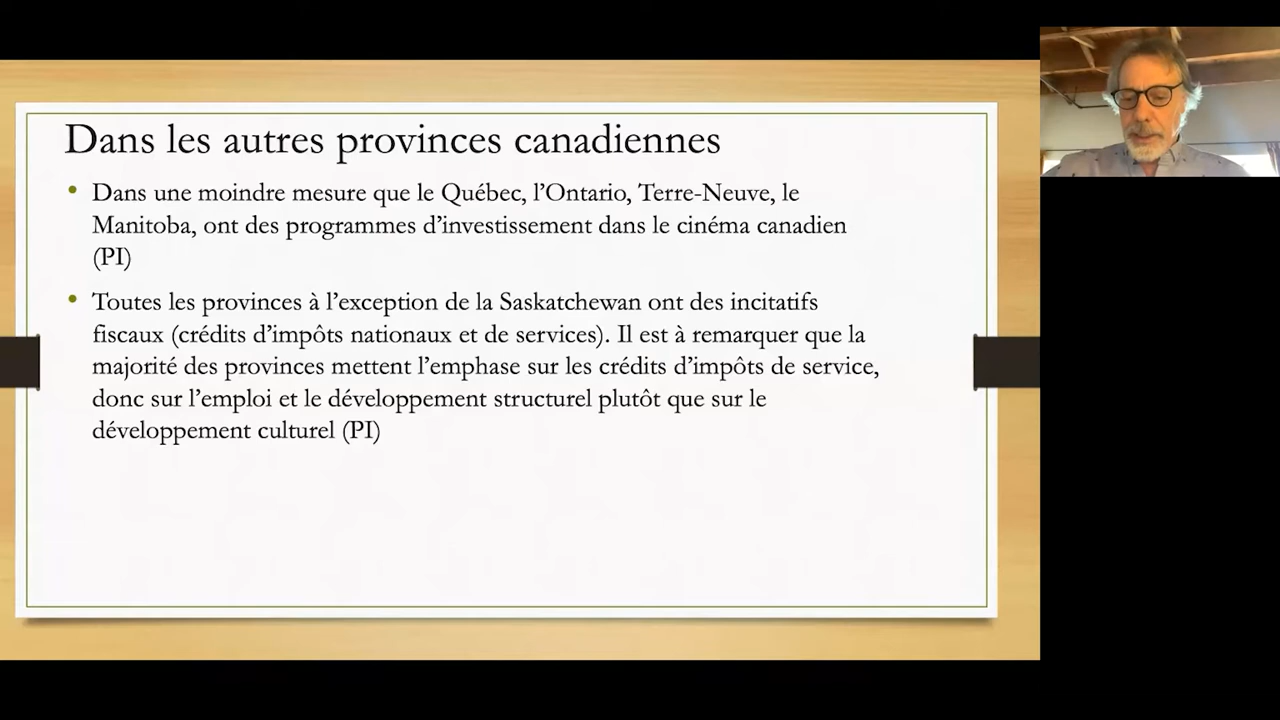 Dans les autres provinces canadiennes
• Dans une moindre mesure que le Québec, l’Ontario, Terre-Neuve, le
Manitoba, ont des programmes d’investissement dans le cinéma canadien
(PI)
• Toutes les provinces à l’exception de la Saskatchewan ont des incitatifs
fiscaux (crédits d’impôts nationaux et de services). Il est à remarquer que la
majorité des provinces mettent l’emphase sur les crédits d’impôts de service,
donc sur l’emploi et le développement structurel plutôt que sur le
développement culturel (PI)